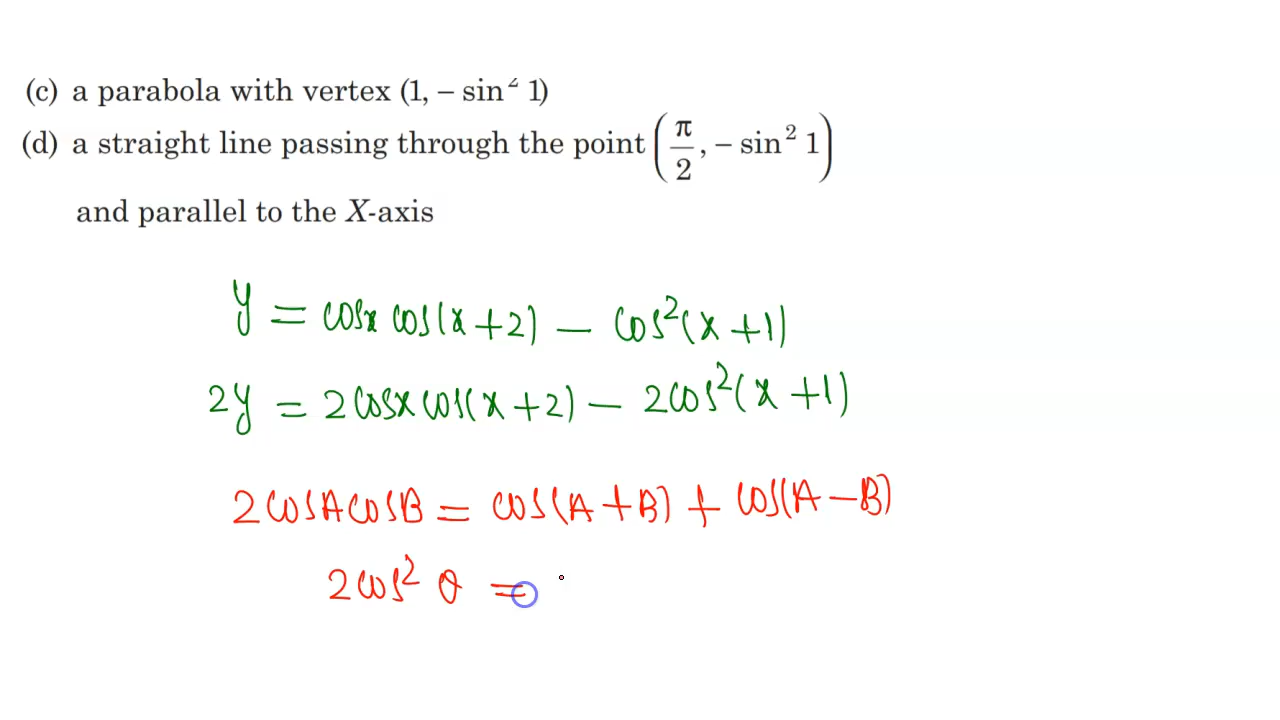 (c) a parabola with vertex (1, – sin² 1)
(d) a straight line passing through the point (π/2, – sin² 1)
and parallel to the X-axis
y = cosx cos(x+2) – cos²(x+1)
2y = 2cosx cos(x+2) – 2cos²(x+1)
2cosAcosB = cos(A+B) + cos(A–B)
2cos² θ =